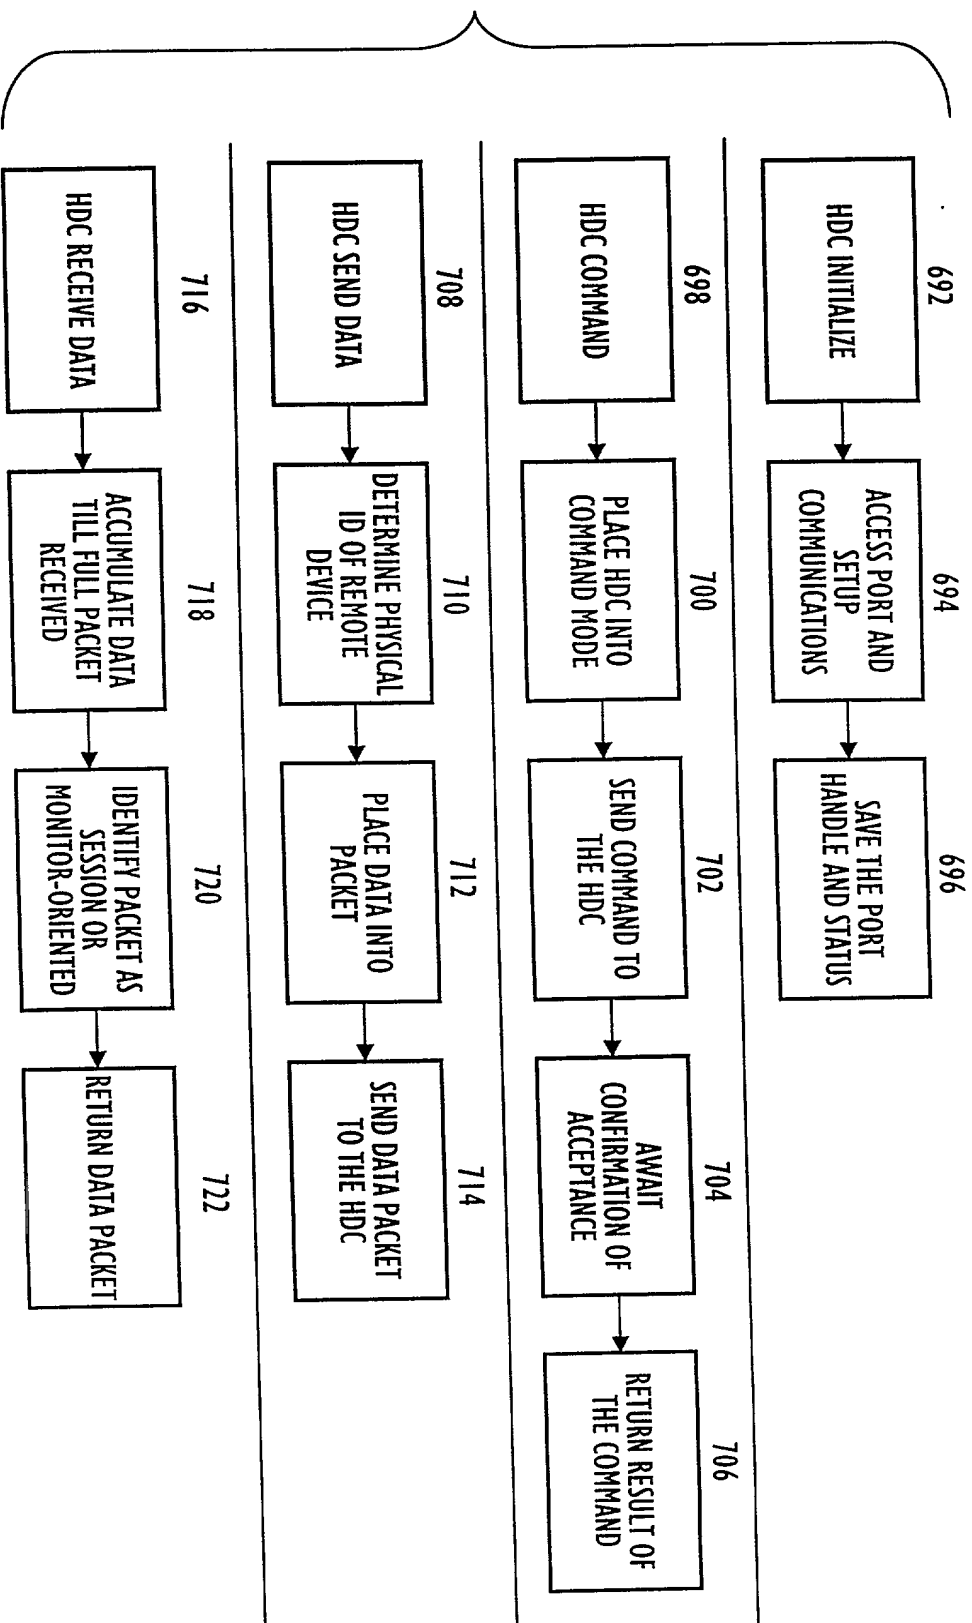 692
HDC INITIALIZE
694
ACCESS PORT AND
SETUP
COMMUNICATIONS
696
SAVE THE PORT
HANDLE AND STATUS
698
HDC COMMAND
700
PLACE HDC INTO
COMMAND MODE
702
SEND COMMAND TO
THE HDC
704
AWAIT
CONFIRMATION OF
ACCEPTANCE
706
RETURN RESULT OF
THE COMMAND
708
HDC SEND DATA
710
DETERMINE PHYSICAL
ID OF REMOTE
DEVICE
712
PLACE DATA INTO
PACKET
714
SEND DATA PACKET
TO THE HDC
716
HDC RECEIVE DATA
718
ACCUMULATE DATA
TILL FULL PACKET
RECEIVED
720
IDENTIFY PACKET AS
SESSION OR
MONITOR-ORIENTED
722
RETURN DATA PACKET